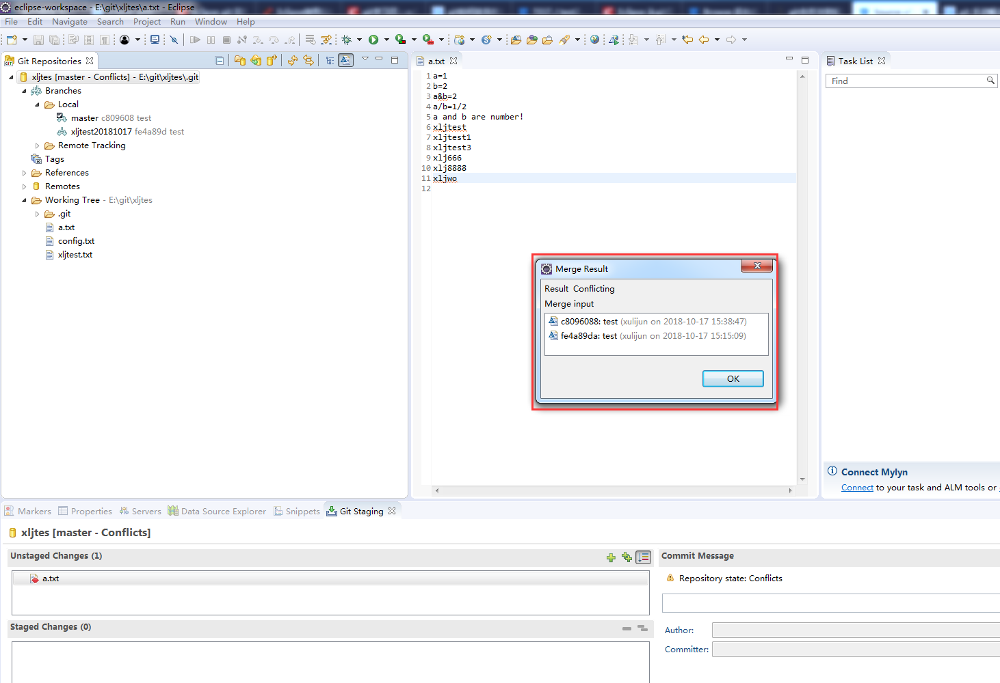 eclipse-workspace - E:\git\xljtes\a.txt - Eclipse
File Edit Navigate Search Project Run Window Help
Git Repositories
xljtes [master - Conflicts] - E:\git\xljtes\.git
Branches
Local
master c809608 test
xljtest20181017 fe4a89d test
Remote Tracking
Tags
References
Remotes
Working Tree - E:\git\xljtes
.git
a.txt
config.txt
xljtest.txt
a.txt
1 a=1
2 b=2
3 a&b=2
4 a/b=1/2
5 a and b are number!
6 xljtest
7 xljtest1
8 xljtest3
9 xlj666
10 xlj8888
11 xljwo
12
Merge Result
Result Conflicting
Merge input
c8096088: test (xulijun on 2018-10-17 15:38:47)
fe4a89da: test (xulijun on 2018-10-17 15:15:09)
OK
Task List
Find
Connect Mylyn
Connect to your task and ALM tools or
Markers Properties Servers Data Source Explorer Snippets Git Staging
xljtes [master - Conflicts]
Unstaged Changes (1)
a.txt
Staged Changes (0)
Commit Message
Repository state: Conflicts
Author:
Committer: